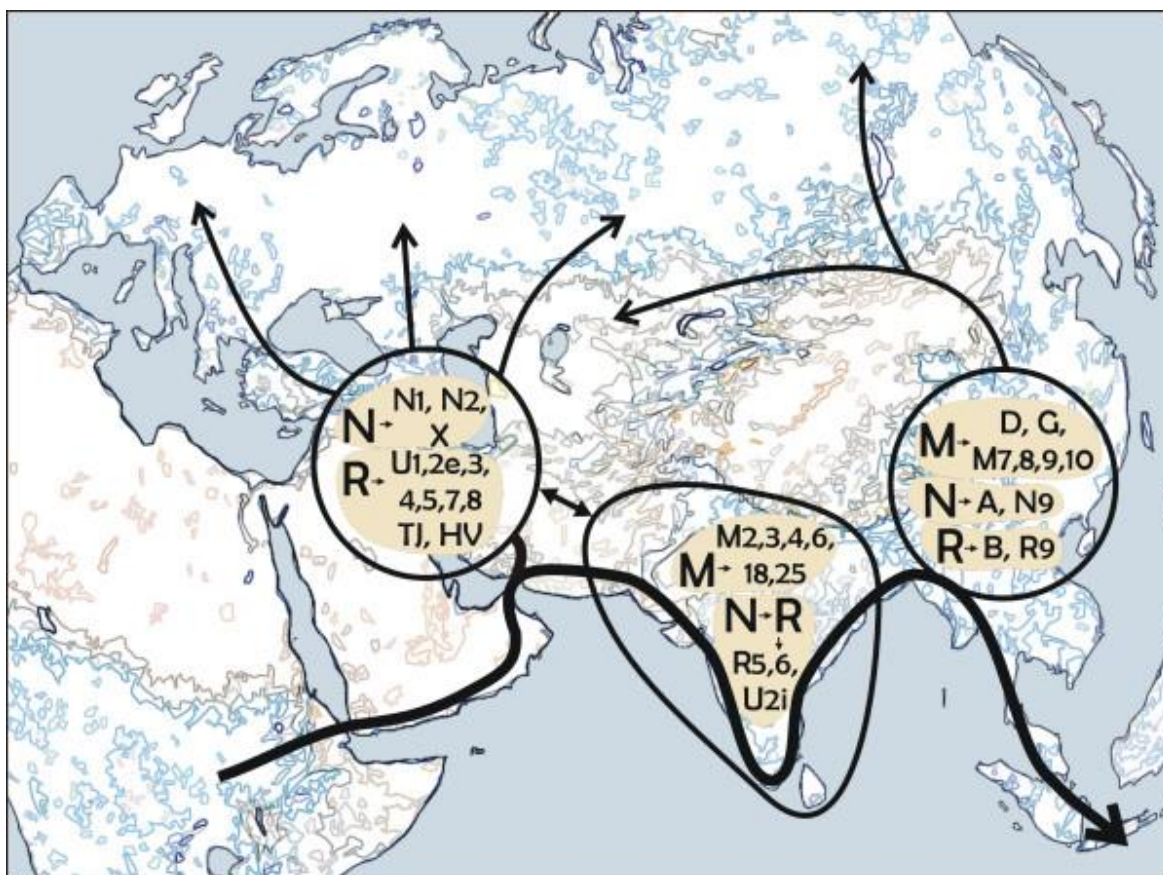 N→ N1, N2,
X
R→ U1,2e,3,
4,5,7,8
TJ, HV
M→ M2,3,4,6,
18,25
N→R
↓
R5,6,
U2i
M→ D, G,
M7,8,9,10
N→ A, N9
R→B, R9